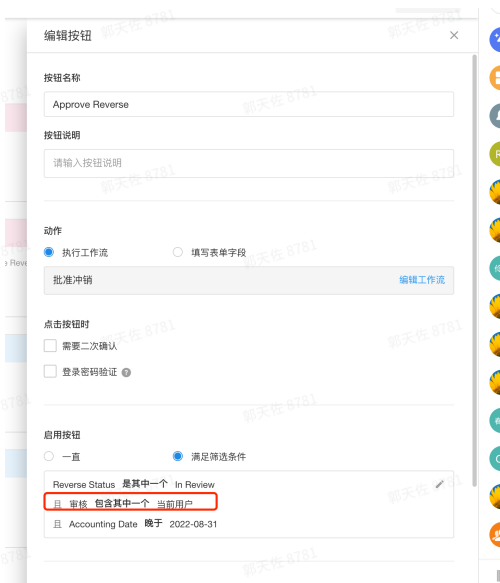 编辑按钮
按钮名称
Approve Reverse
按钮说明
请输入按钮说明
动作
执行工作流 填写表单字段
批准冲销 编辑工作流
点击按钮时
需要二次确认
登录密码验证 ?
启用按钮
一直 满足筛选条件
Reverse Status 是其中一个 In Review
且 审核 包含其中一个 当前用户
且 Accounting Date 晚于 2022-08-31
郭天佐 8781